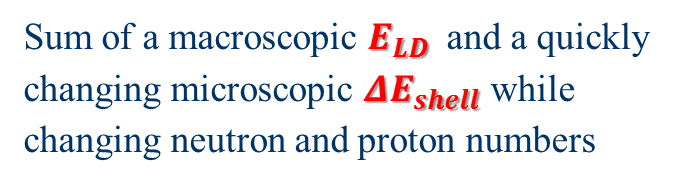 Sum of a macroscopic E_LD and a quickly
changing microscopic ΔE_shell while
changing neutron and proton numbers